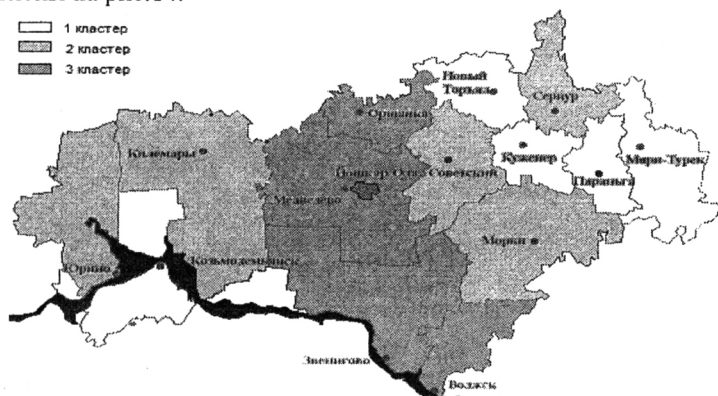 1 кластер
2 кластер
3 кластер
Новый
Торъял
Сернур
Оршанка
Килемары
Куженер
Мари-Турек
Йошкар-Ола
Советский
Параньга
Медведево
Морки
Юрино
Козьмодемьянск
Звенигово
Волжск